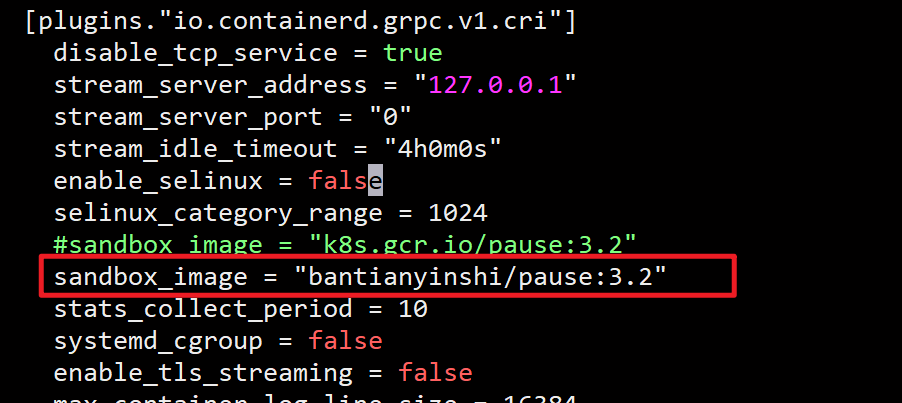 [plugins."io.containerd.grpc.v1.cri"]
disable_tcp_service = true
stream_server_address = "127.0.0.1"
stream_server_port = "0"
stream_idle_timeout = "4h0m0s"
enable_selinux = false
selinux_category_range = 1024
#sandbox_image = "k8s.gcr.io/pause:3.2"
sandbox_image = "bantianyinshi/pause:3.2"
stats_collect_period = 10
systemd_cgroup = false
enable_tls_streaming = false
max_container_log_line_size = 16384